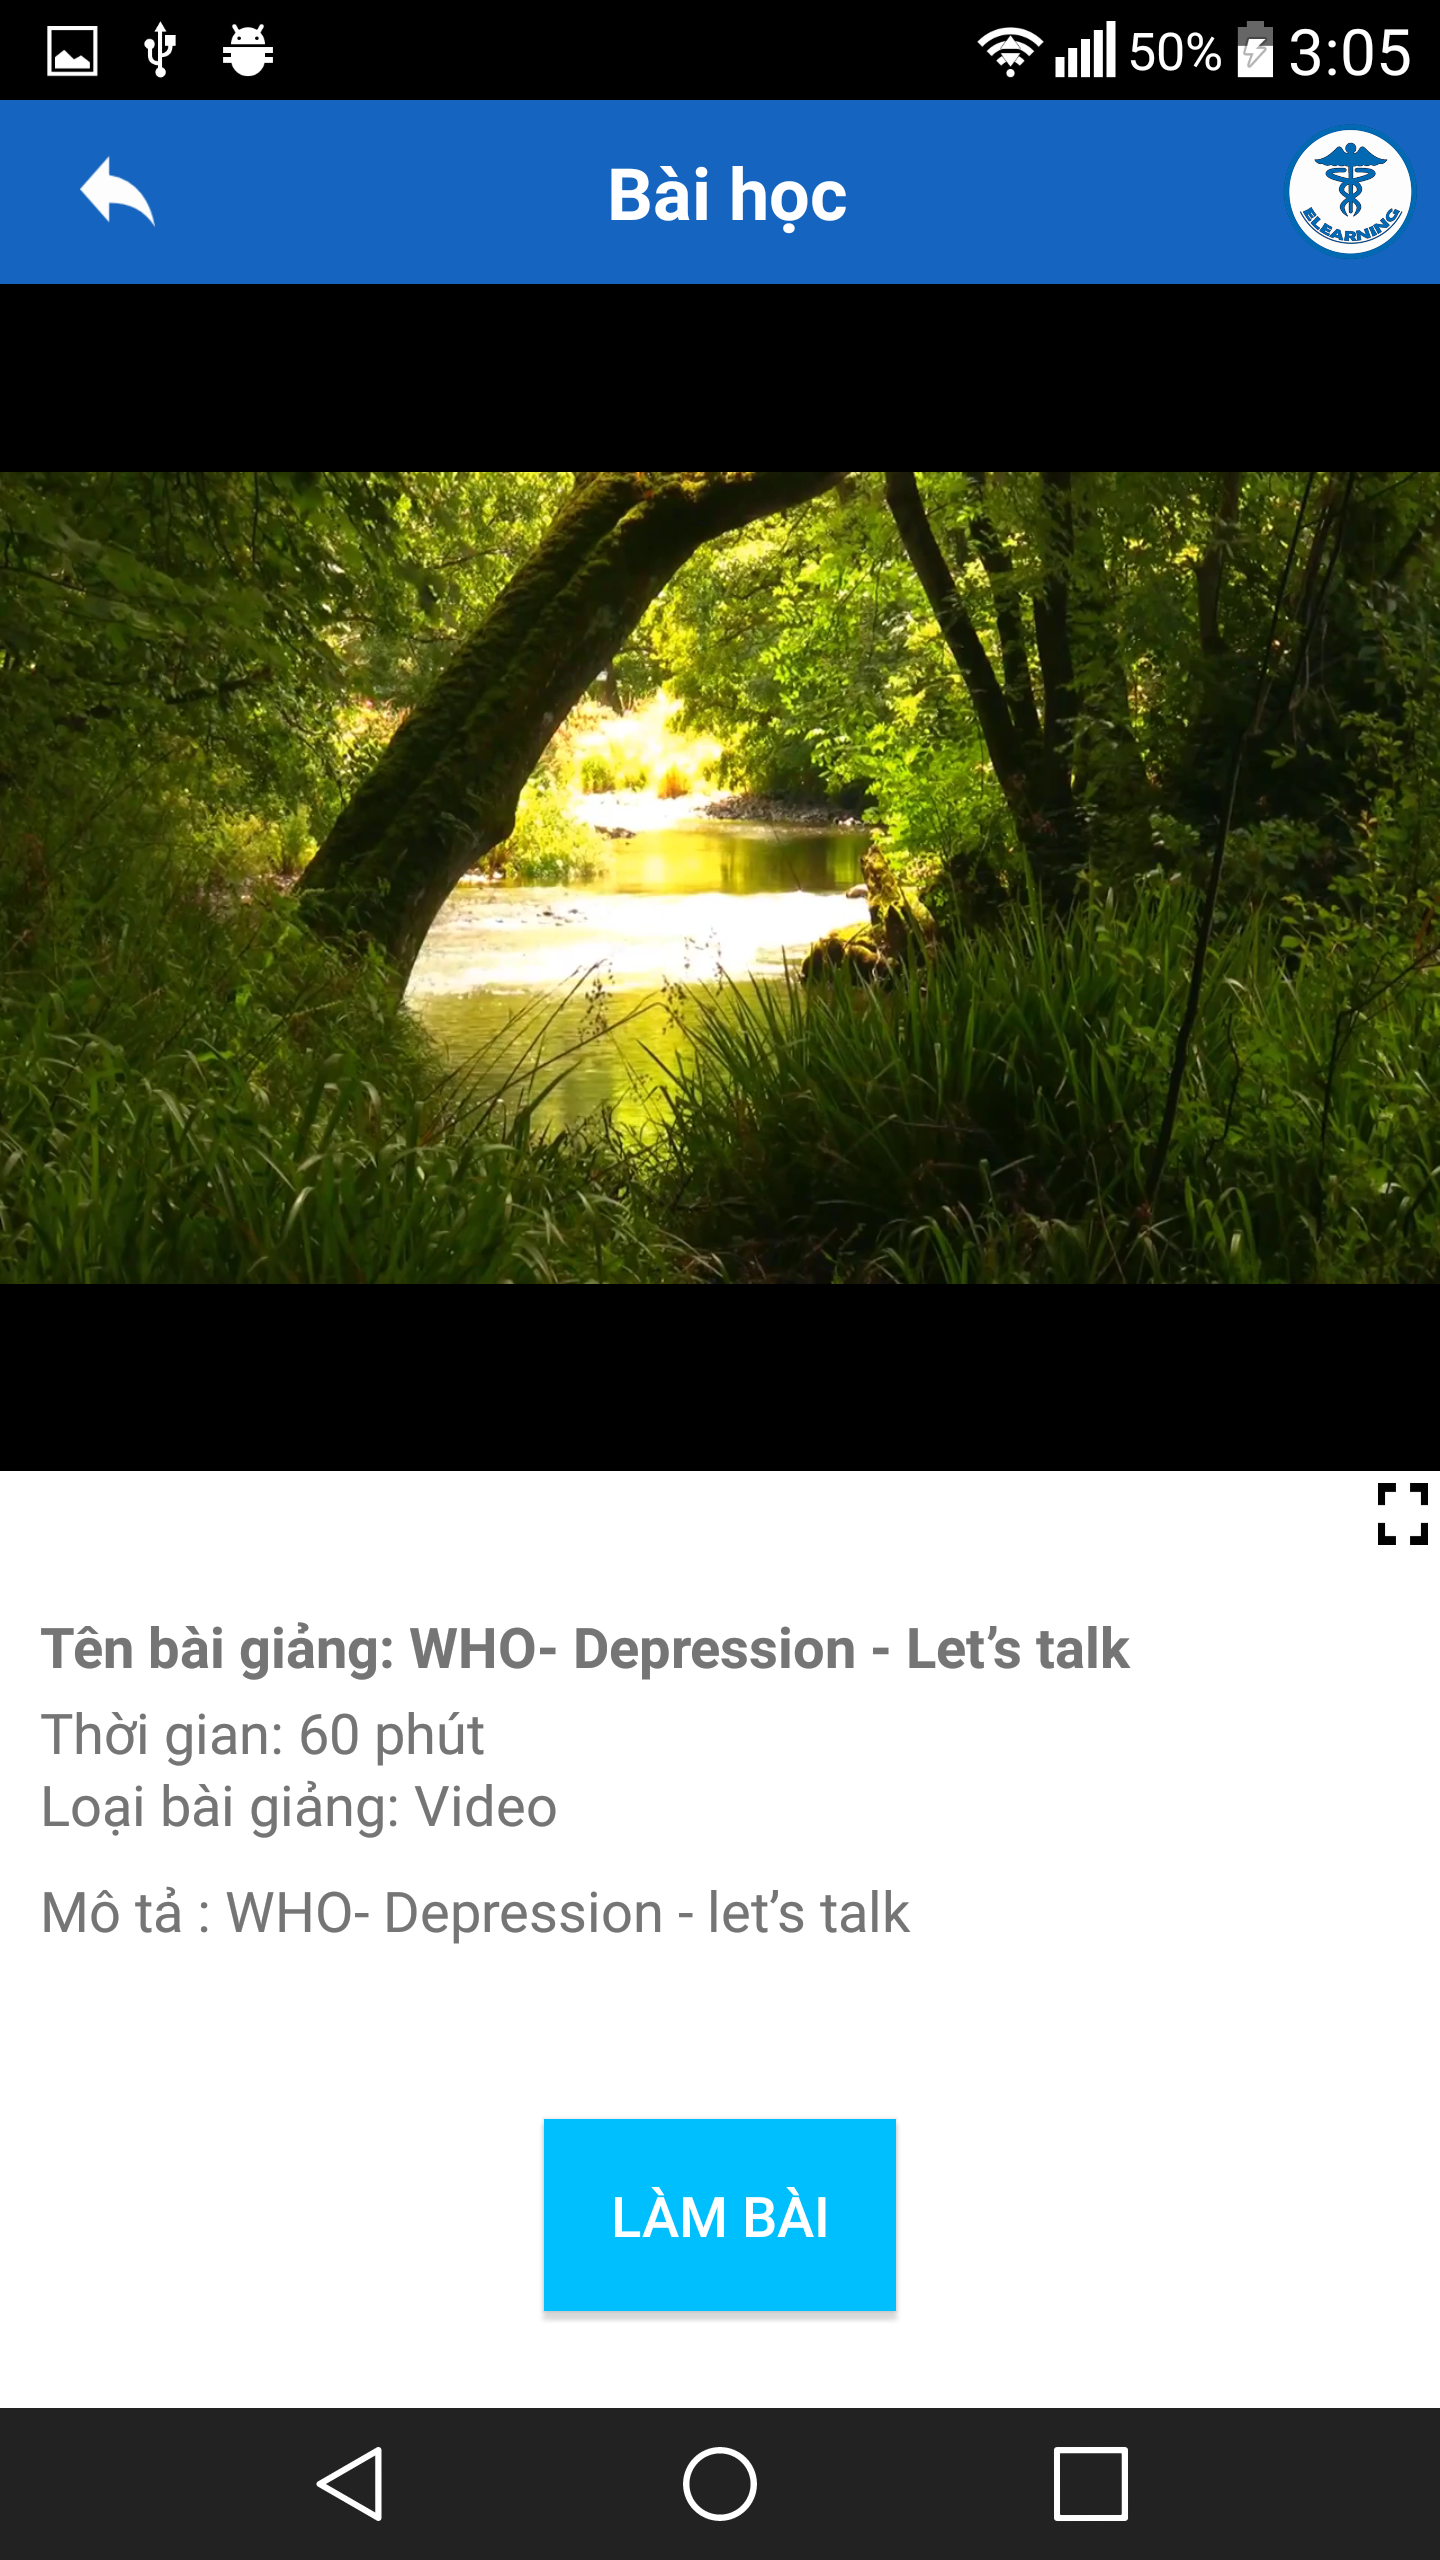 50% 3:05
Bài học
ELEARNING
Tên bài giảng: WHO- Depression - Let’s talk
Thời gian: 60 phút
Loại bài giảng: Video
Mô tả : WHO- Depression - let’s talk
LÀM BÀI